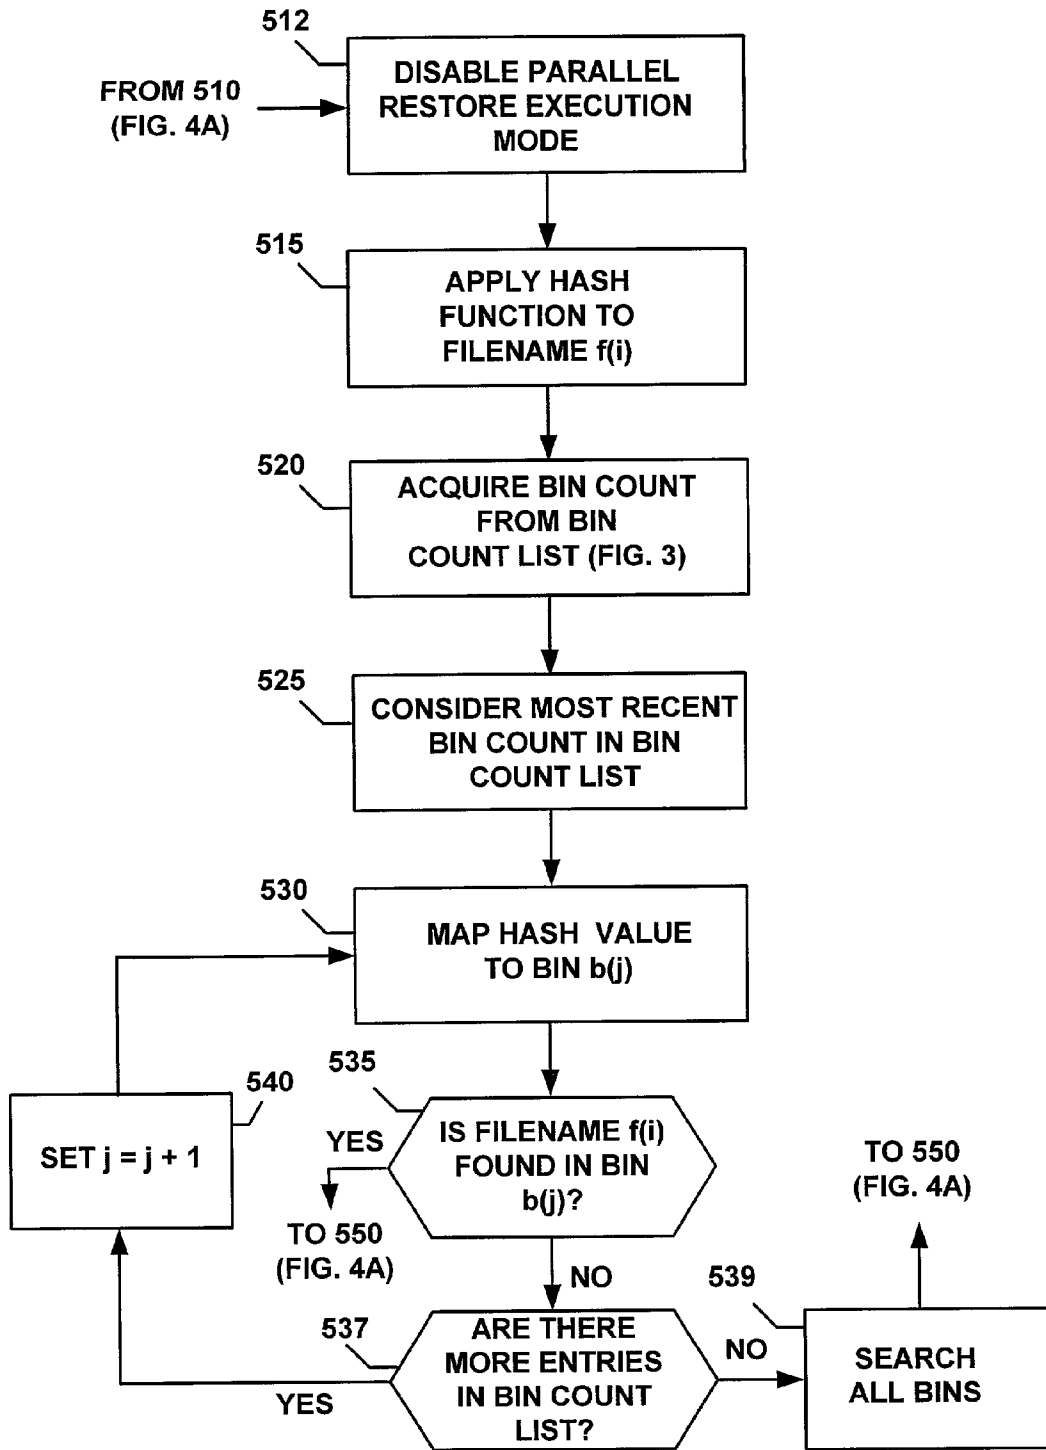 512
DISABLE PARALLEL
RESTORE EXECUTION
MODE
FROM 510
(FIG. 4A)
515
APPLY HASH
FUNCTION TO
FILENAME f(i)
520
ACQUIRE BIN COUNT
FROM BIN
COUNT LIST (FIG. 3)
525
CONSIDER MOST RECENT
BIN COUNT IN BIN
COUNT LIST
530
MAP HASH VALUE
TO BIN b(j)
535
IS FILENAME f(i)
FOUND IN BIN
b(j)?
YES
TO 550
(FIG. 4A)
540
SET j = j + 1
NO
537
ARE THERE
MORE ENTRIES
IN BIN COUNT
LIST?
YES
NO
539
SEARCH
ALL BINS
TO 550
(FIG. 4A)